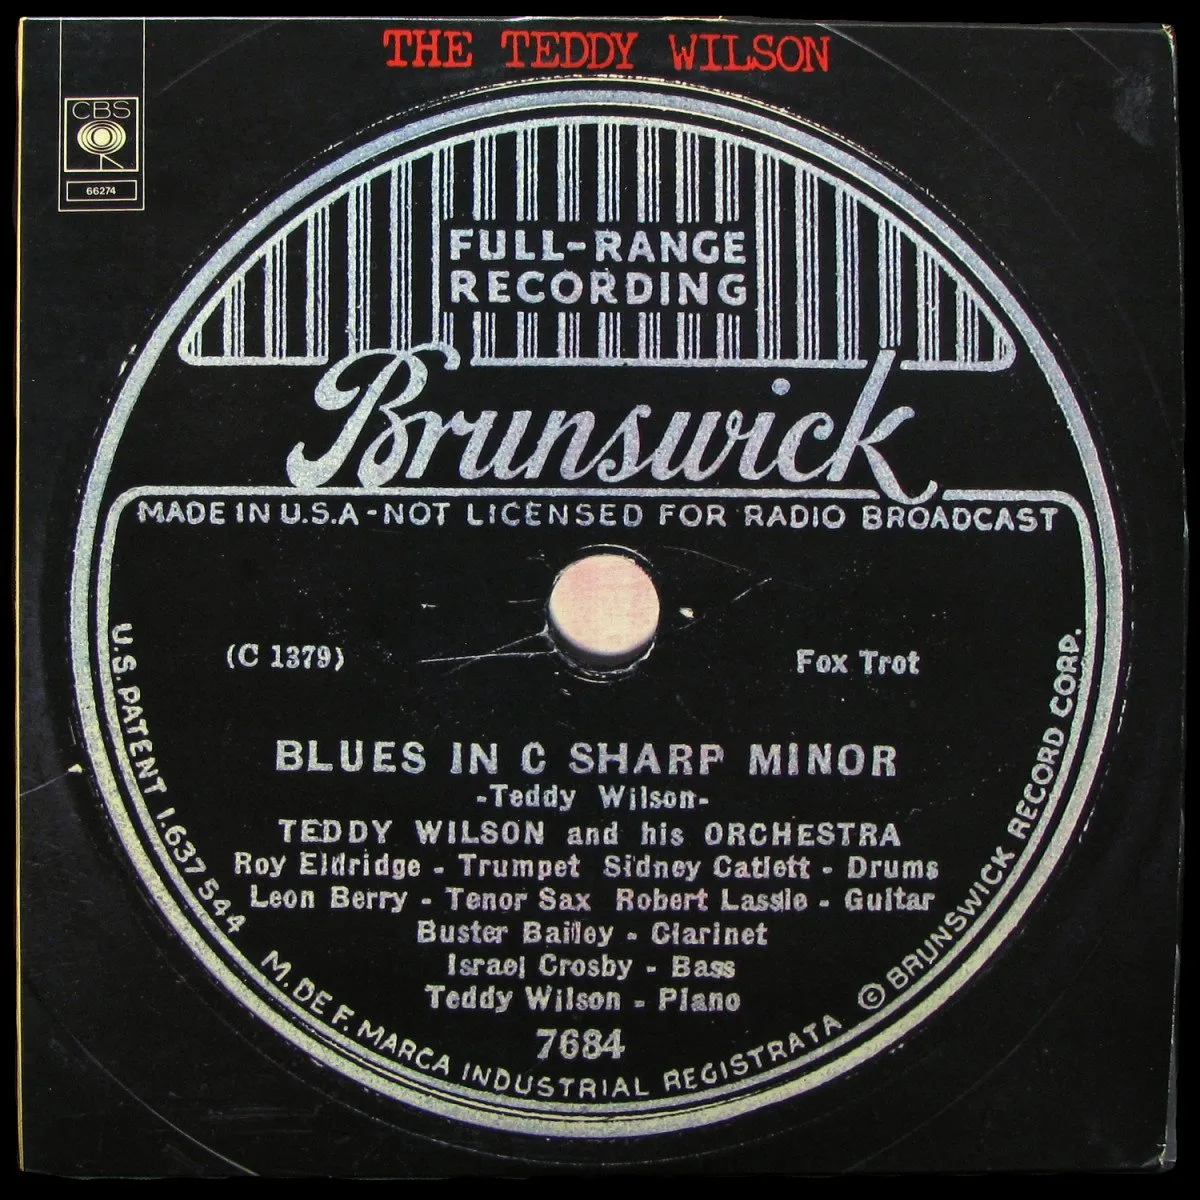 THE TEDDY WILSON
CBS
66274
FULL-RANGE
RECORDING
Brunswick
MADE IN U.S.A - NOT LICENSED FOR RADIO BROADCAST
(C 1379)
Fox Trot
BLUES IN C SHARP MINOR
-Teddy Wilson-
TEDDY WILSON and his ORCHESTRA
Roy Eldridge - Trumpet Sidney Catlett - Drums
Leon Berry - Tenor Sax Robert Lassie - Guitar
Buster Bailey - Clarinet
Israel Crosby - Bass
Teddy Wilson - Piano
7684
U.S. PATENT 1.637544 M. DE F. MARCA INDUSTRIAL REGISTRATA © BRUNSWICK RECORD CORP.